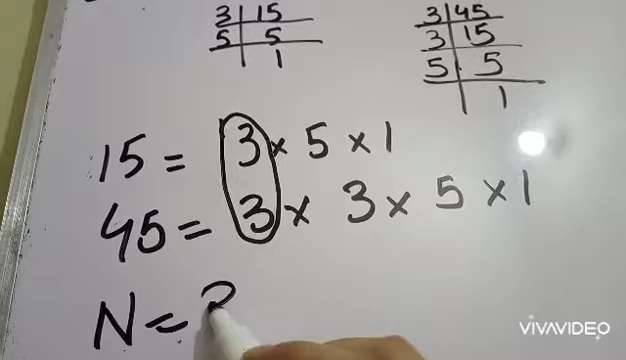 3 15
5 5
1
3 45
3 15
5 5
1
15 = 3 × 5 × 1
45 = 3 × 3 × 5 × 1
N =
VIVAVIDEO